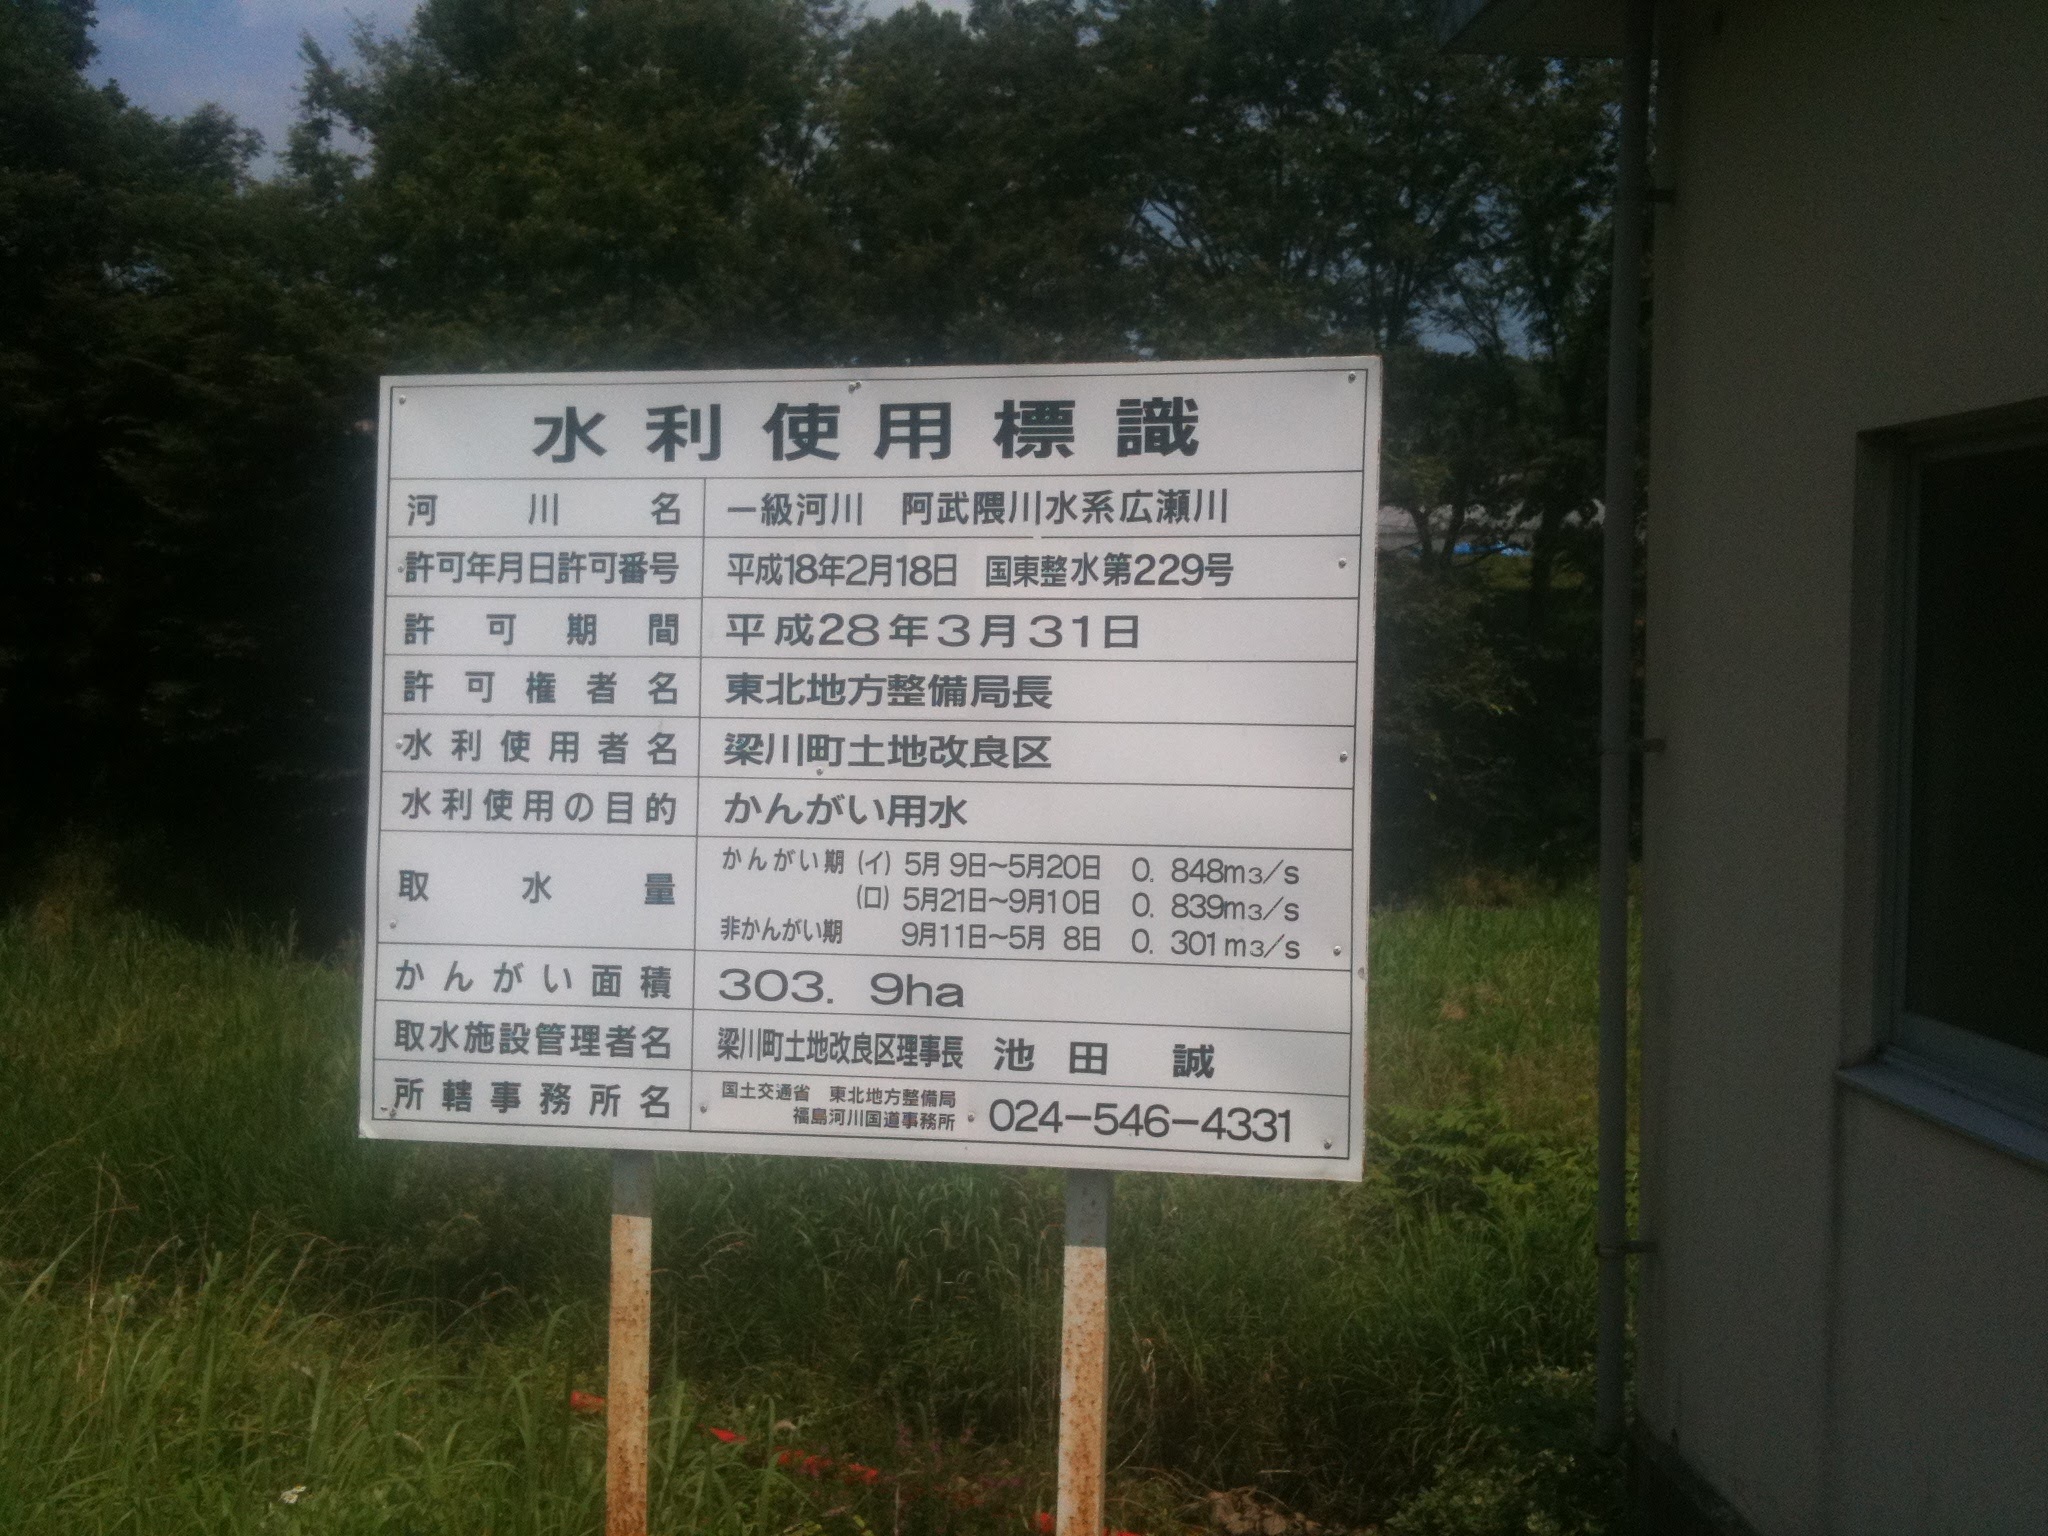 水利使用標識
河川名 一級河川 阿武隈川水系広瀬川
許可年月日許可番号 平成18年2月18日 国東整水第229号
許可期間 平成28年3月31日
許可権者名 東北地方整備局長
水利使用者名 梁川町土地改良区
水利使用の目的 かんがい用水
取水量 かんがい期 (イ) 5月 9日~5月20日 0. 848m3/s
(ロ) 5月21日~9月10日 0. 839m3/s
非かんがい期 9月11日~5月 8日 0. 301m3/s
かんがい面積 303. 9ha
取水施設管理者名 梁川町土地改良区理事長 池田 誠
所轄事務所名 国土交通省 東北地方整備局
福島河川国道事務所 024-546-4331